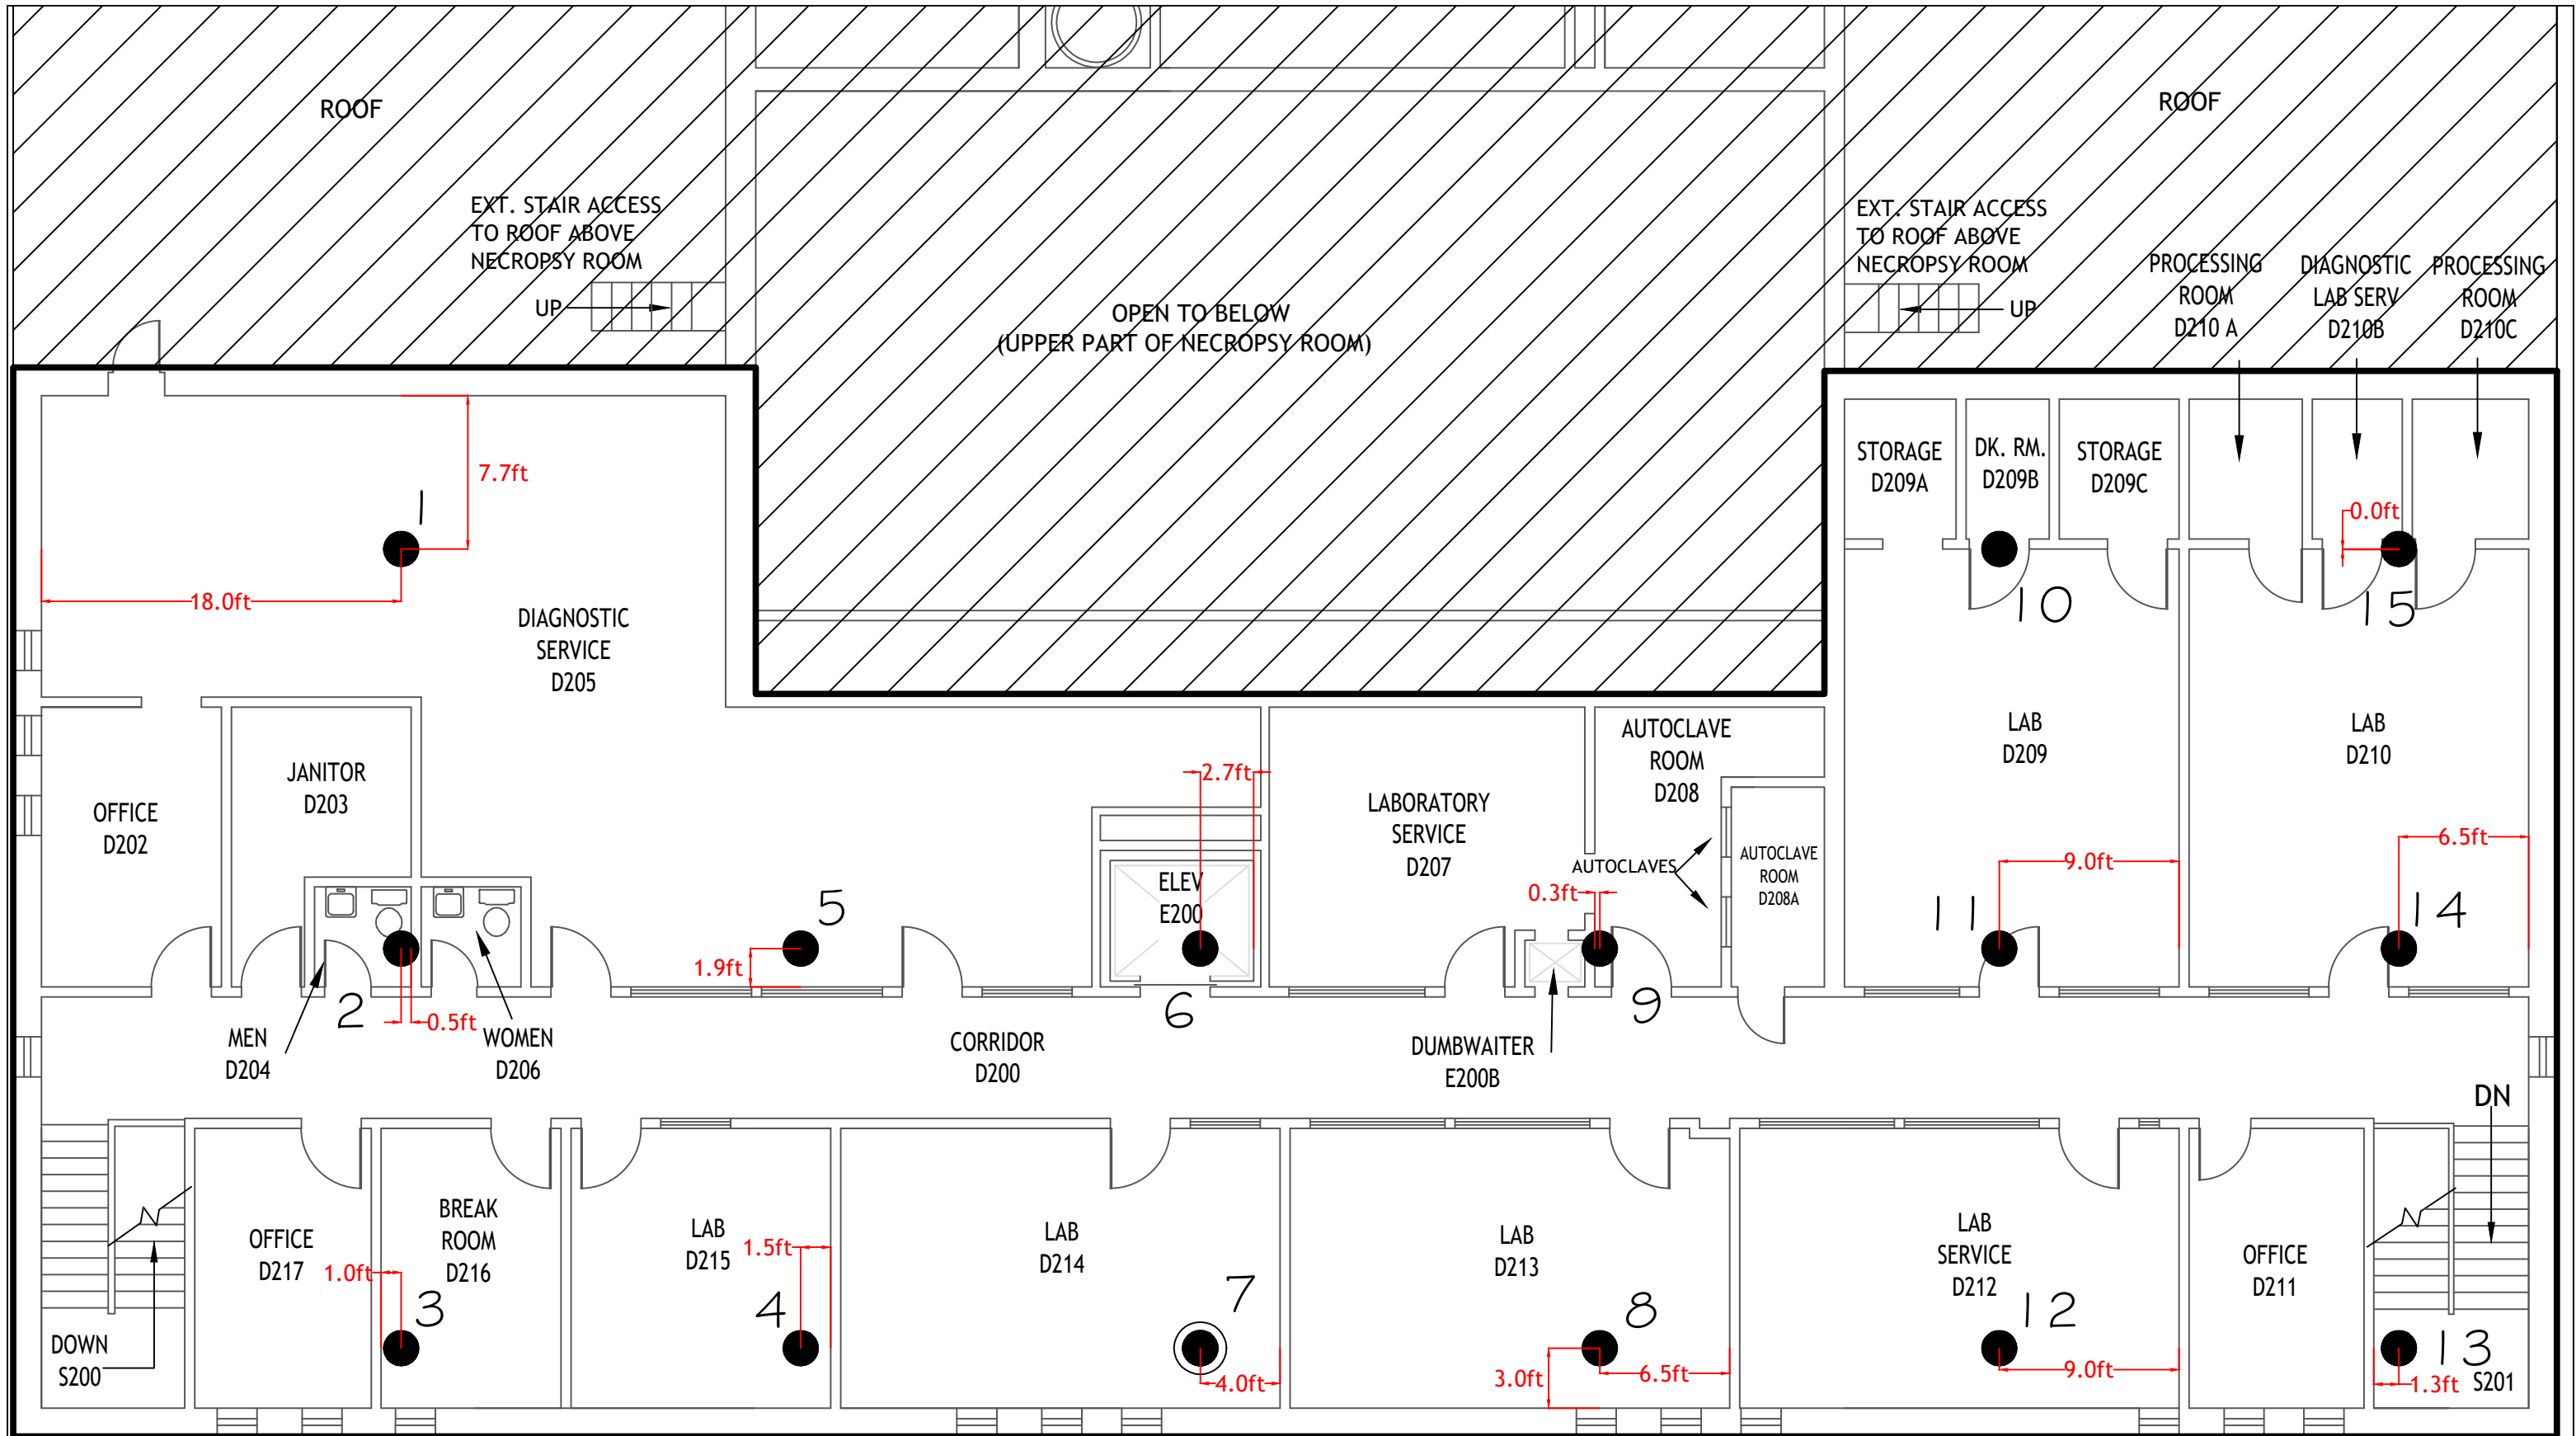 ROOF
ROOF
EXT. STAIR ACCESS
TO ROOF ABOVE
NECROPSY ROOM
UP
EXT. STAIR ACCESS
TO ROOF ABOVE
NECROPSY ROOM
UP
OPEN TO BELOW
(UPPER PART OF NECROPSY ROOM)
PROCESSING
ROOM
D210 A
DIAGNOSTIC
LAB SERV
D210B
PROCESSING
ROOM
D210C
7.7ft
1
18.0ft
DIAGNOSTIC
SERVICE
D205
STORAGE
D209A
DK. RM.
D209B
STORAGE
D209C
0.0ft
10
15
OFFICE
D202
JANITOR
D203
2.7ft
LABORATORY
SERVICE
D207
AUTOCLAVE
ROOM
D208
AUTOCLAVES
AUTOCLAVE
ROOM
D208A
LAB
D209
LAB
D210
9.0ft
6.5ft
5
1.9ft
ELEV
E200
0.3ft
11
14
2
0.5ft
6
9
MEN
D204
WOMEN
D206
CORRIDOR
D200
DUMBWAITER
E200B
DN
OFFICE
D217
BREAK
ROOM
D216
LAB
D215
LAB
D214
LAB
D213
LAB
SERVICE
D212
OFFICE
D211
1.0ft
3
1.5ft
4
7
4.0ft
8
3.0ft
6.5ft
12
9.0ft
13
1.3ft
S201
DOWN
S200